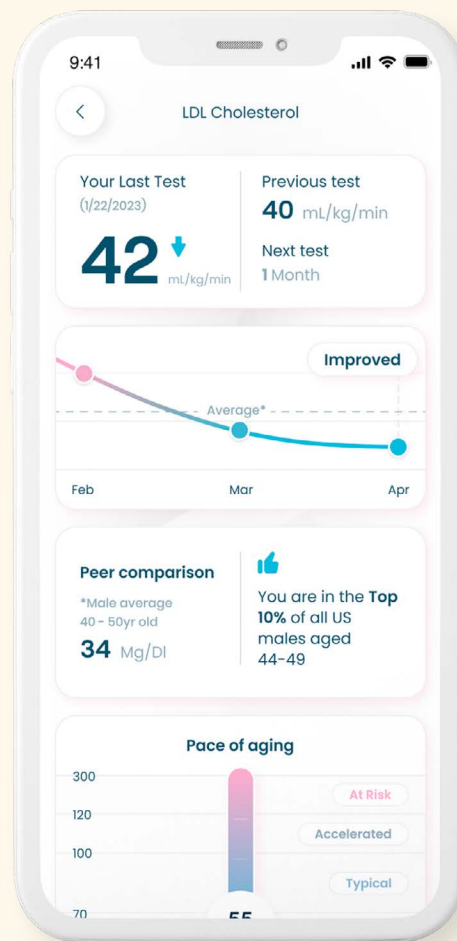 9:41
LDL Cholesterol
Your Last Test
(1/22/2023)
42 mL/kg/min
Previous test
40 mL/kg/min
Next test
1 Month
Improved
Average*
Feb Mar Apr
Peer comparison
*Male average
40 - 50yr old
34 Mg/Dl
You are in the Top
10% of all US
males aged
44-49
Pace of aging
300
At Risk
120
Accelerated
100
Typical
70
55